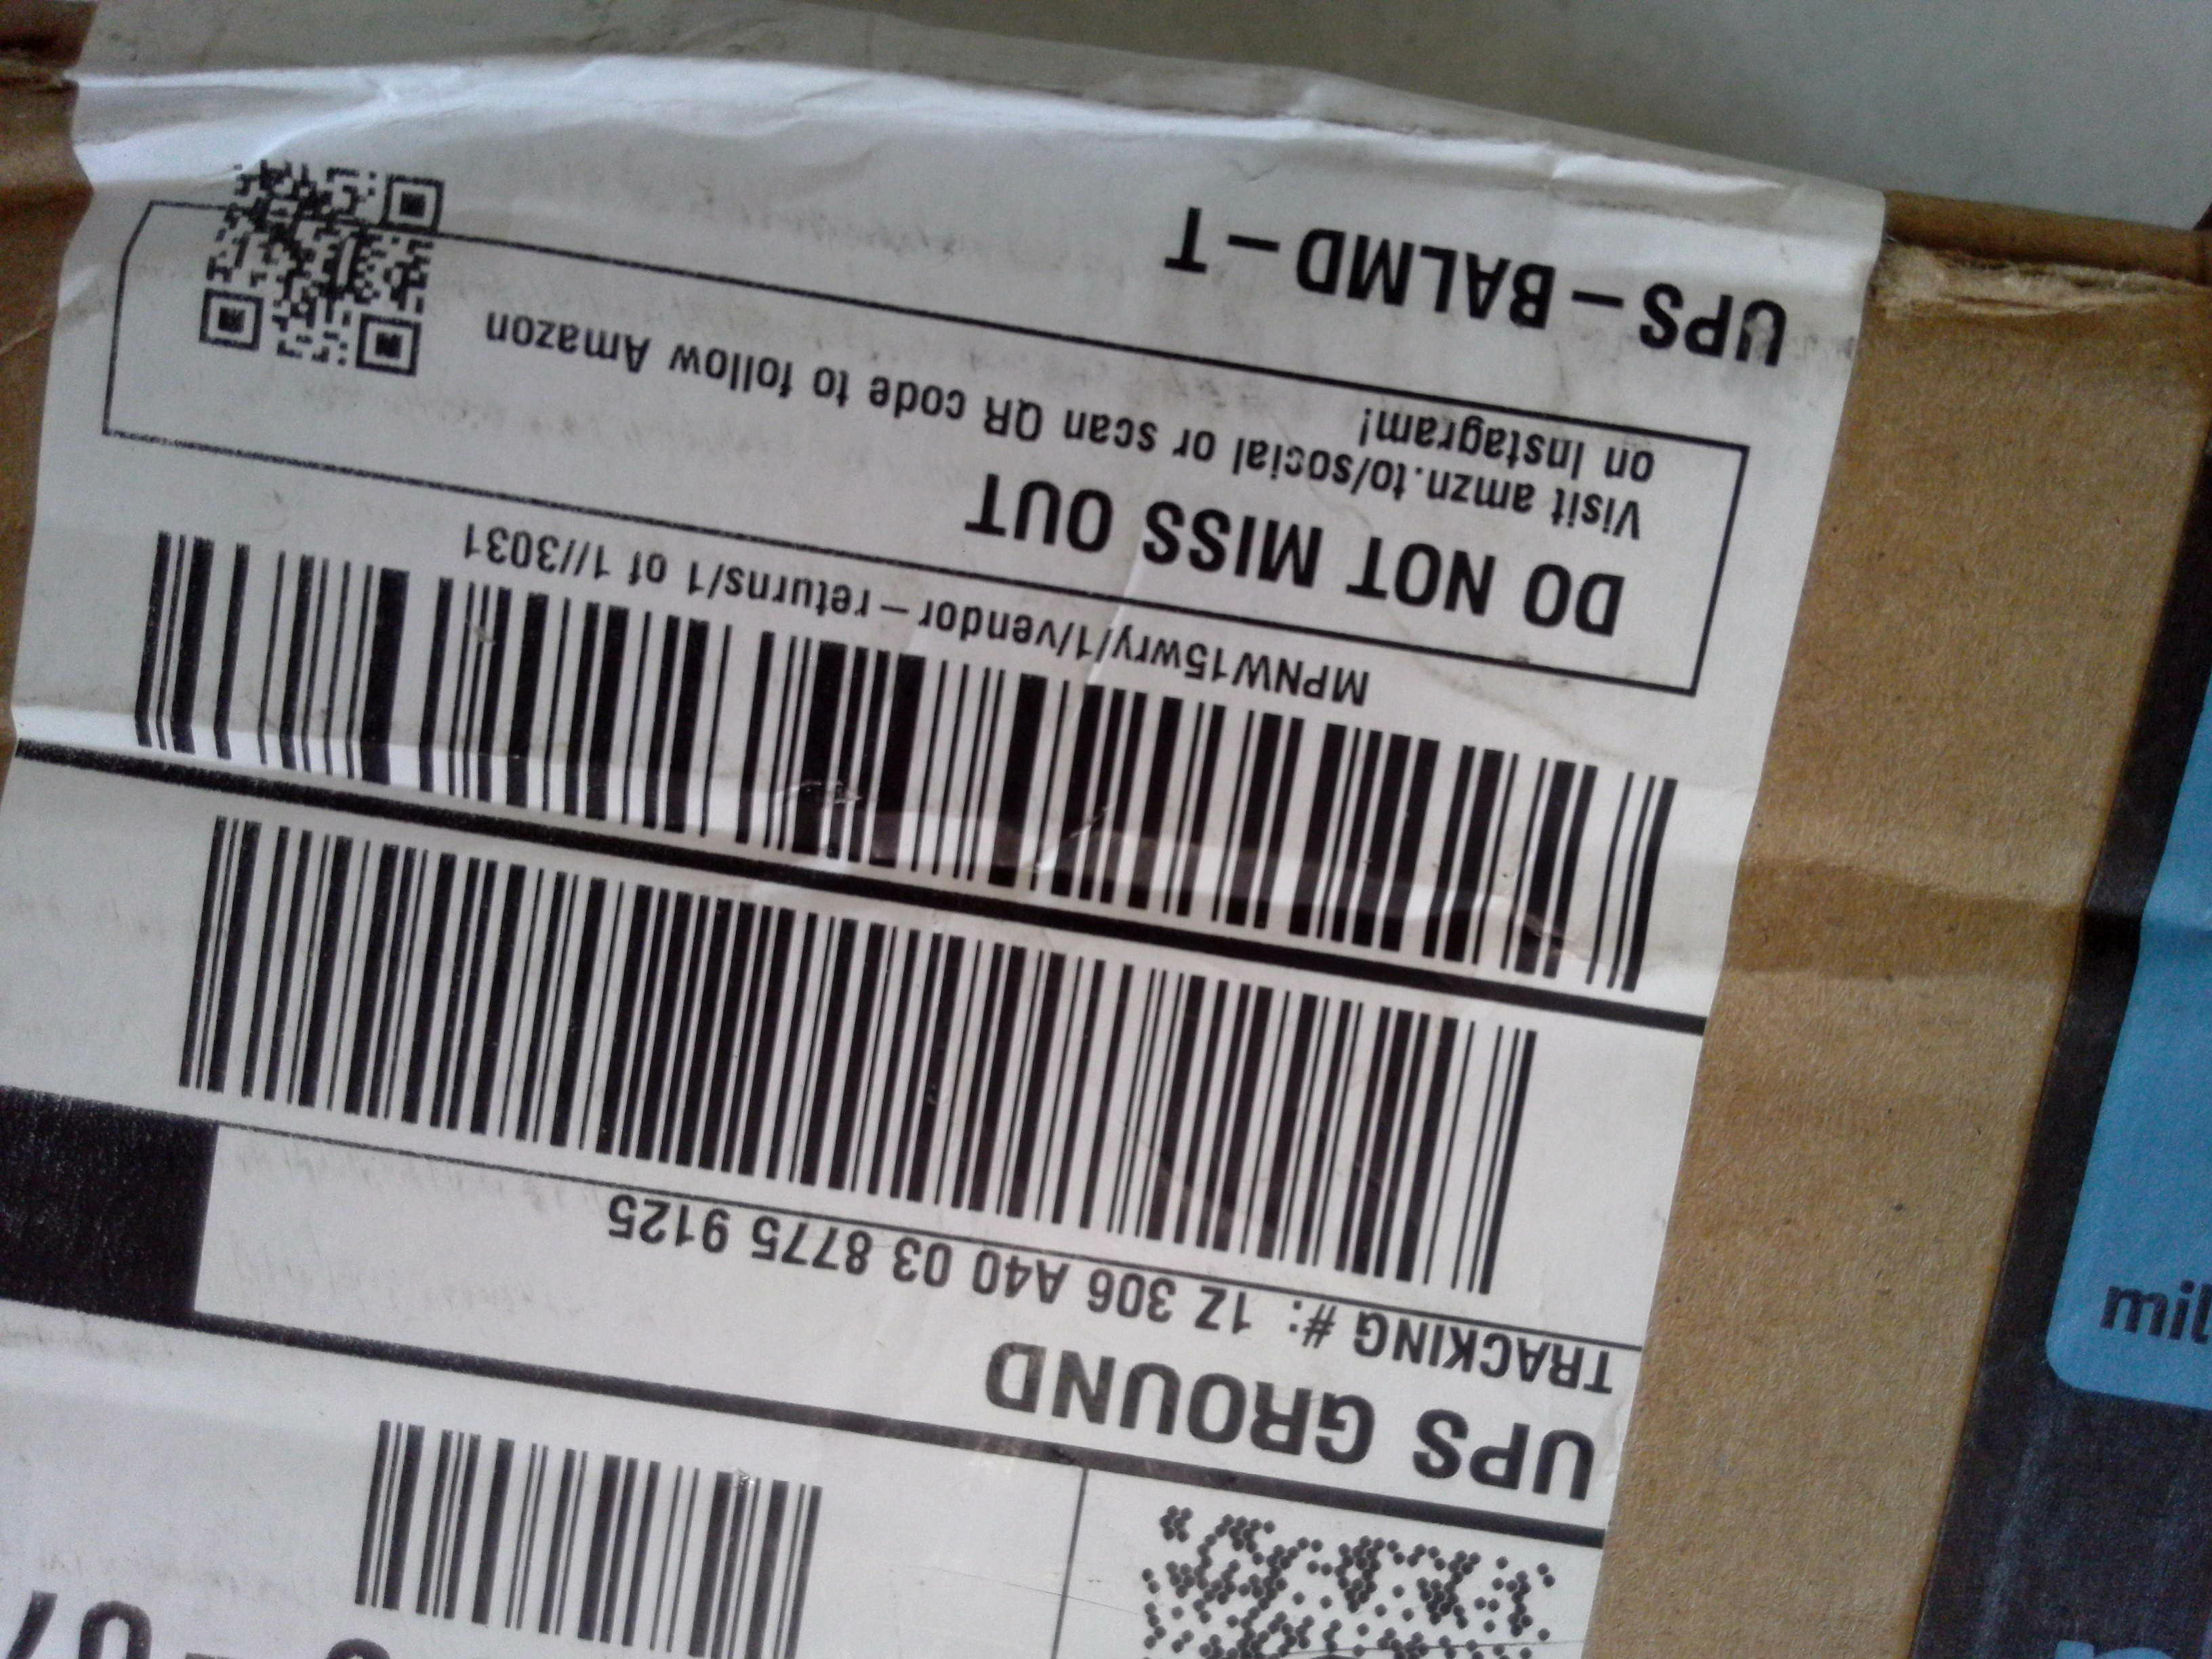 UPS GROUND
TRACKING #: 1Z 306 A40 03 8775 9125
MPNW15wry/1/vendor-returns/1 of 1//3031
DO NOT MISS OUT
Visit amzn.to/social or scan QR code to follow Amazon
on Instagram!
UPS-BALMD-T
mil